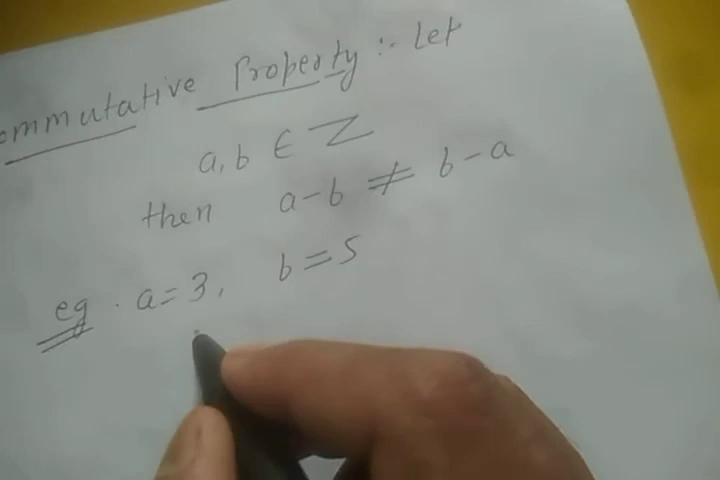 ommutative Property :- Let
a, b ∈ Z
then a-b ≠ b-a
eg. a=3, b=5